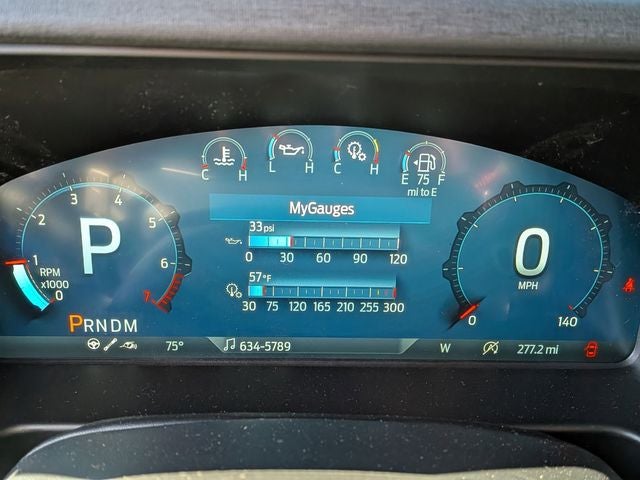 C H
L H
C H
E 75 F
mi to E
MyGauges
33psi
0 30 60 90 120
57°F
30 75 120 165 210 255 300
0 1 2 3 4 5 6 7
RPM
x1000
P
PRNDM
0
MPH
0 140
75°
634-5789
W
277.2 mi